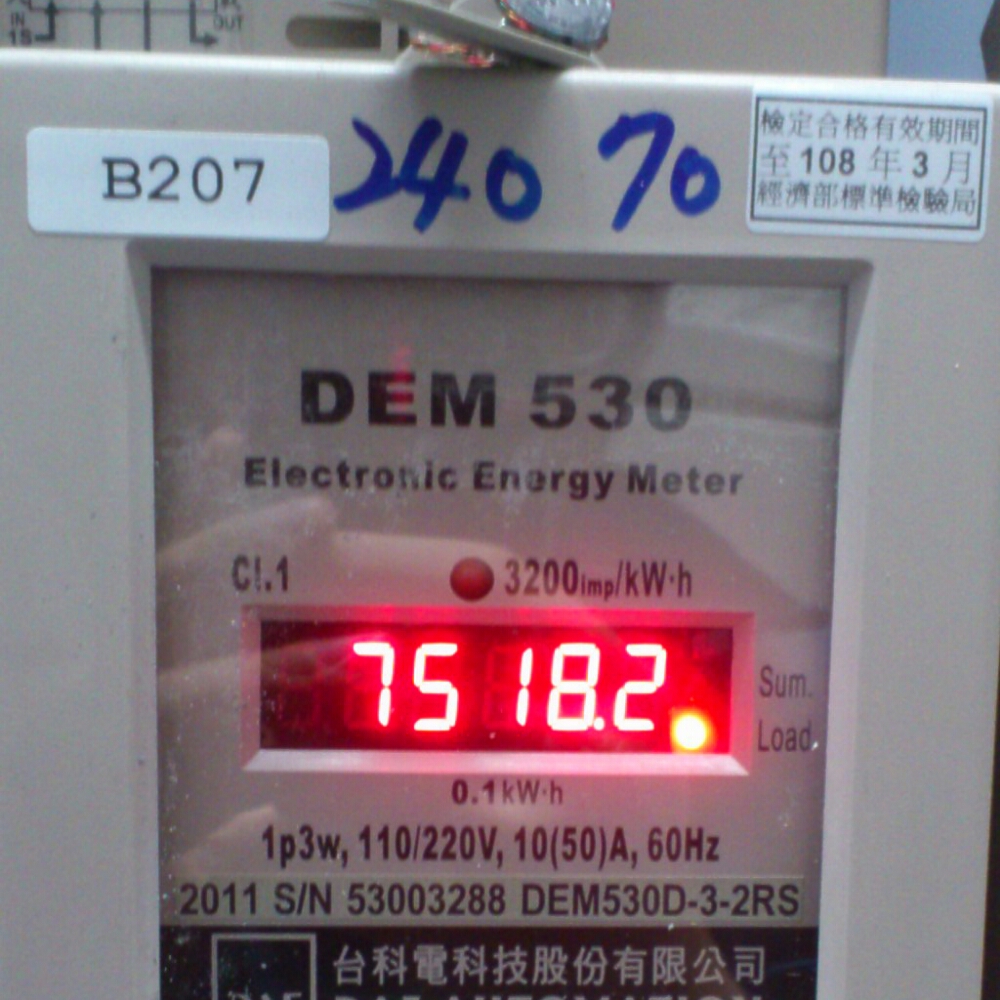 IN
1S
OUT
B207
240 70
檢定合格有效期間
至 108 年 3 月
經濟部標準檢驗局
DEM 530
Electronic Energy Meter
Cl.1
3200imp/kW·h
7518.2
Sum.
Load
0.1kW·h
1p3w, 110/220V, 10(50)A, 60Hz
2011 S/N 53003288 DEM530D-3-2RS
台科電科技股份有限公司